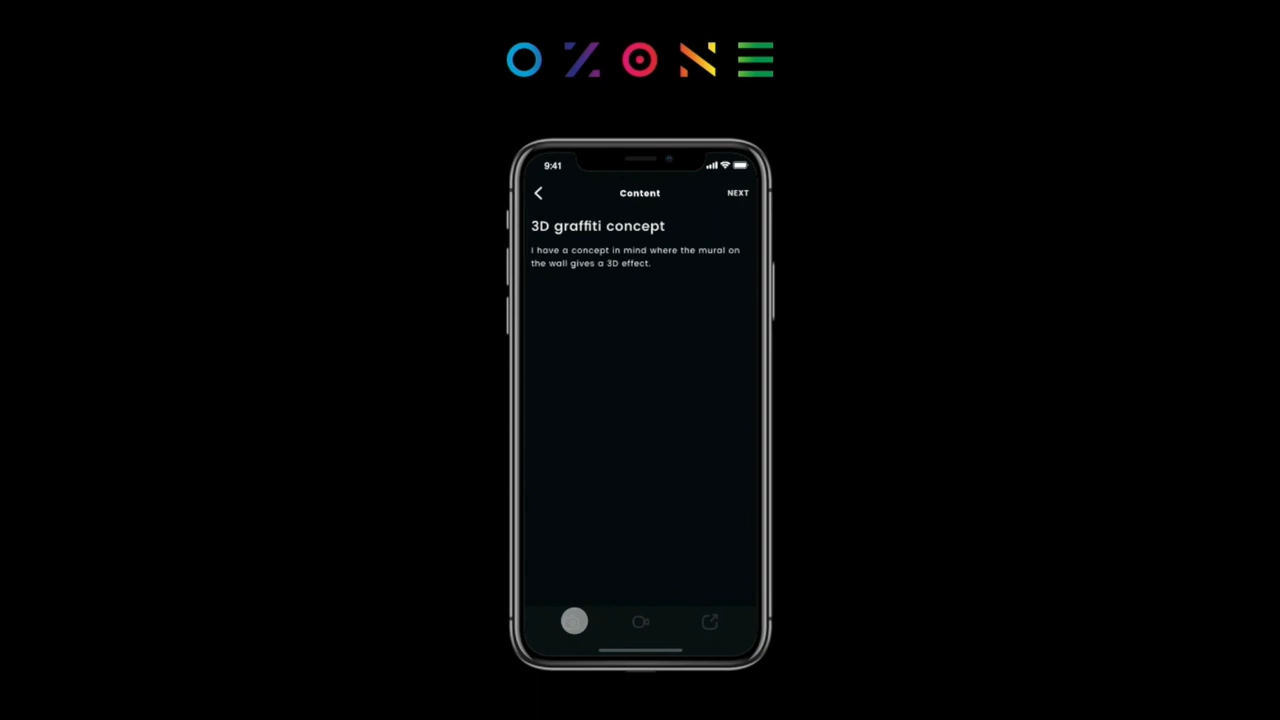 OZONE
9:41
Content
NEXT
3D graffiti concept
I have a concept in mind where the mural on
the wall gives a 3D effect.